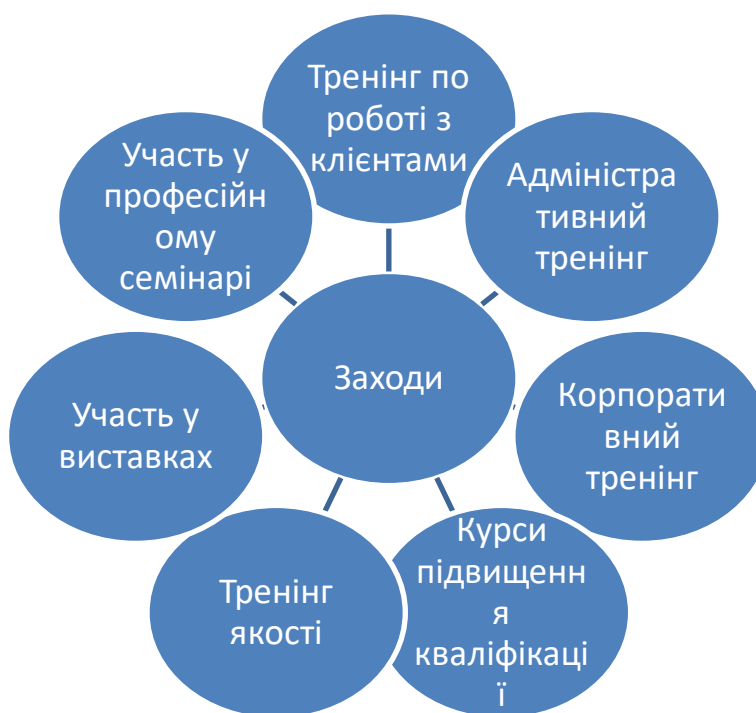 Тренінг по
роботі з
клієнтами
Адміністра
тивний
тренінг
Корпорати
вний
тренінг
Курси
підвищенн
я
кваліфікаці
ї
Тренінг
якості
Участь у
виставках
Участь у
професійн
ому
семінарі
Заходи